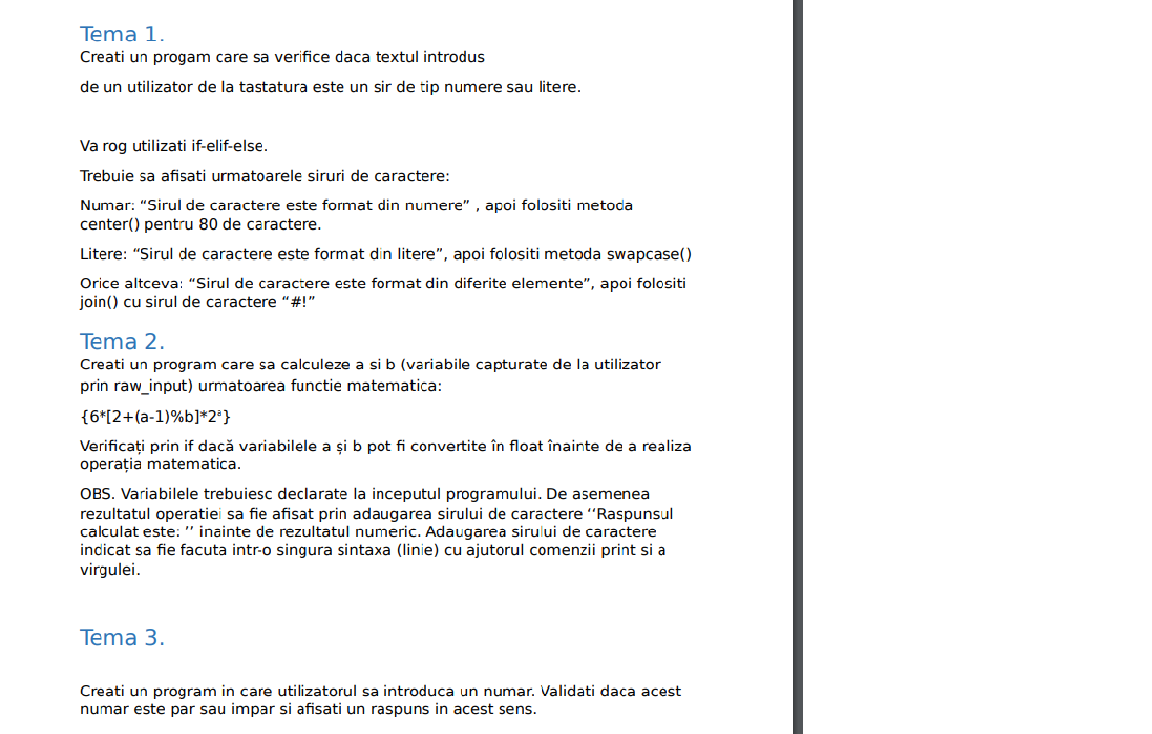 Tema 1.
Creati un progam care sa verifice daca textul introdus
de un utilizator de la tastatura este un sir de tip numere sau litere.
Va rog utilizati if-elif-else.
Trebuie sa afisati urmatoarele siruri de caractere:
Numar: “Sirul de caractere este format din numere” , apoi folositi metoda
center() pentru 80 de caractere.
Litere: “Sirul de caractere este format din litere”, apoi folositi metoda swapcase()
Orice altceva: “Sirul de caractere este format din diferite elemente”, apoi folositi
join() cu sirul de caractere “#!”
Tema 2.
Creati un program care sa calculeze a si b (variabile capturate de la utilizator
prin raw_input) urmatoarea functie matematica:
{6*[2+(a-1)%b]*2ª}
Verificați prin if dacă variabilele a și b pot fi convertite în float înainte de a realiza
operația matematica.
OBS. Variabilele trebuiesc declarate la inceputul programului. De asemenea
rezultatul operatiei sa fie afisat prin adaugarea sirului de caractere ‘‘Raspunsul
calculat este: ’’ inainte de rezultatul numeric. Adaugarea sirului de caractere
indicat sa fie facuta intr-o singura sintaxa (linie) cu ajutorul comenzii print si a
virgulei.
Tema 3.
Creati un program in care utilizatorul sa introduca un numar. Validati daca acest
numar este par sau impar si afisati un raspuns in acest sens.